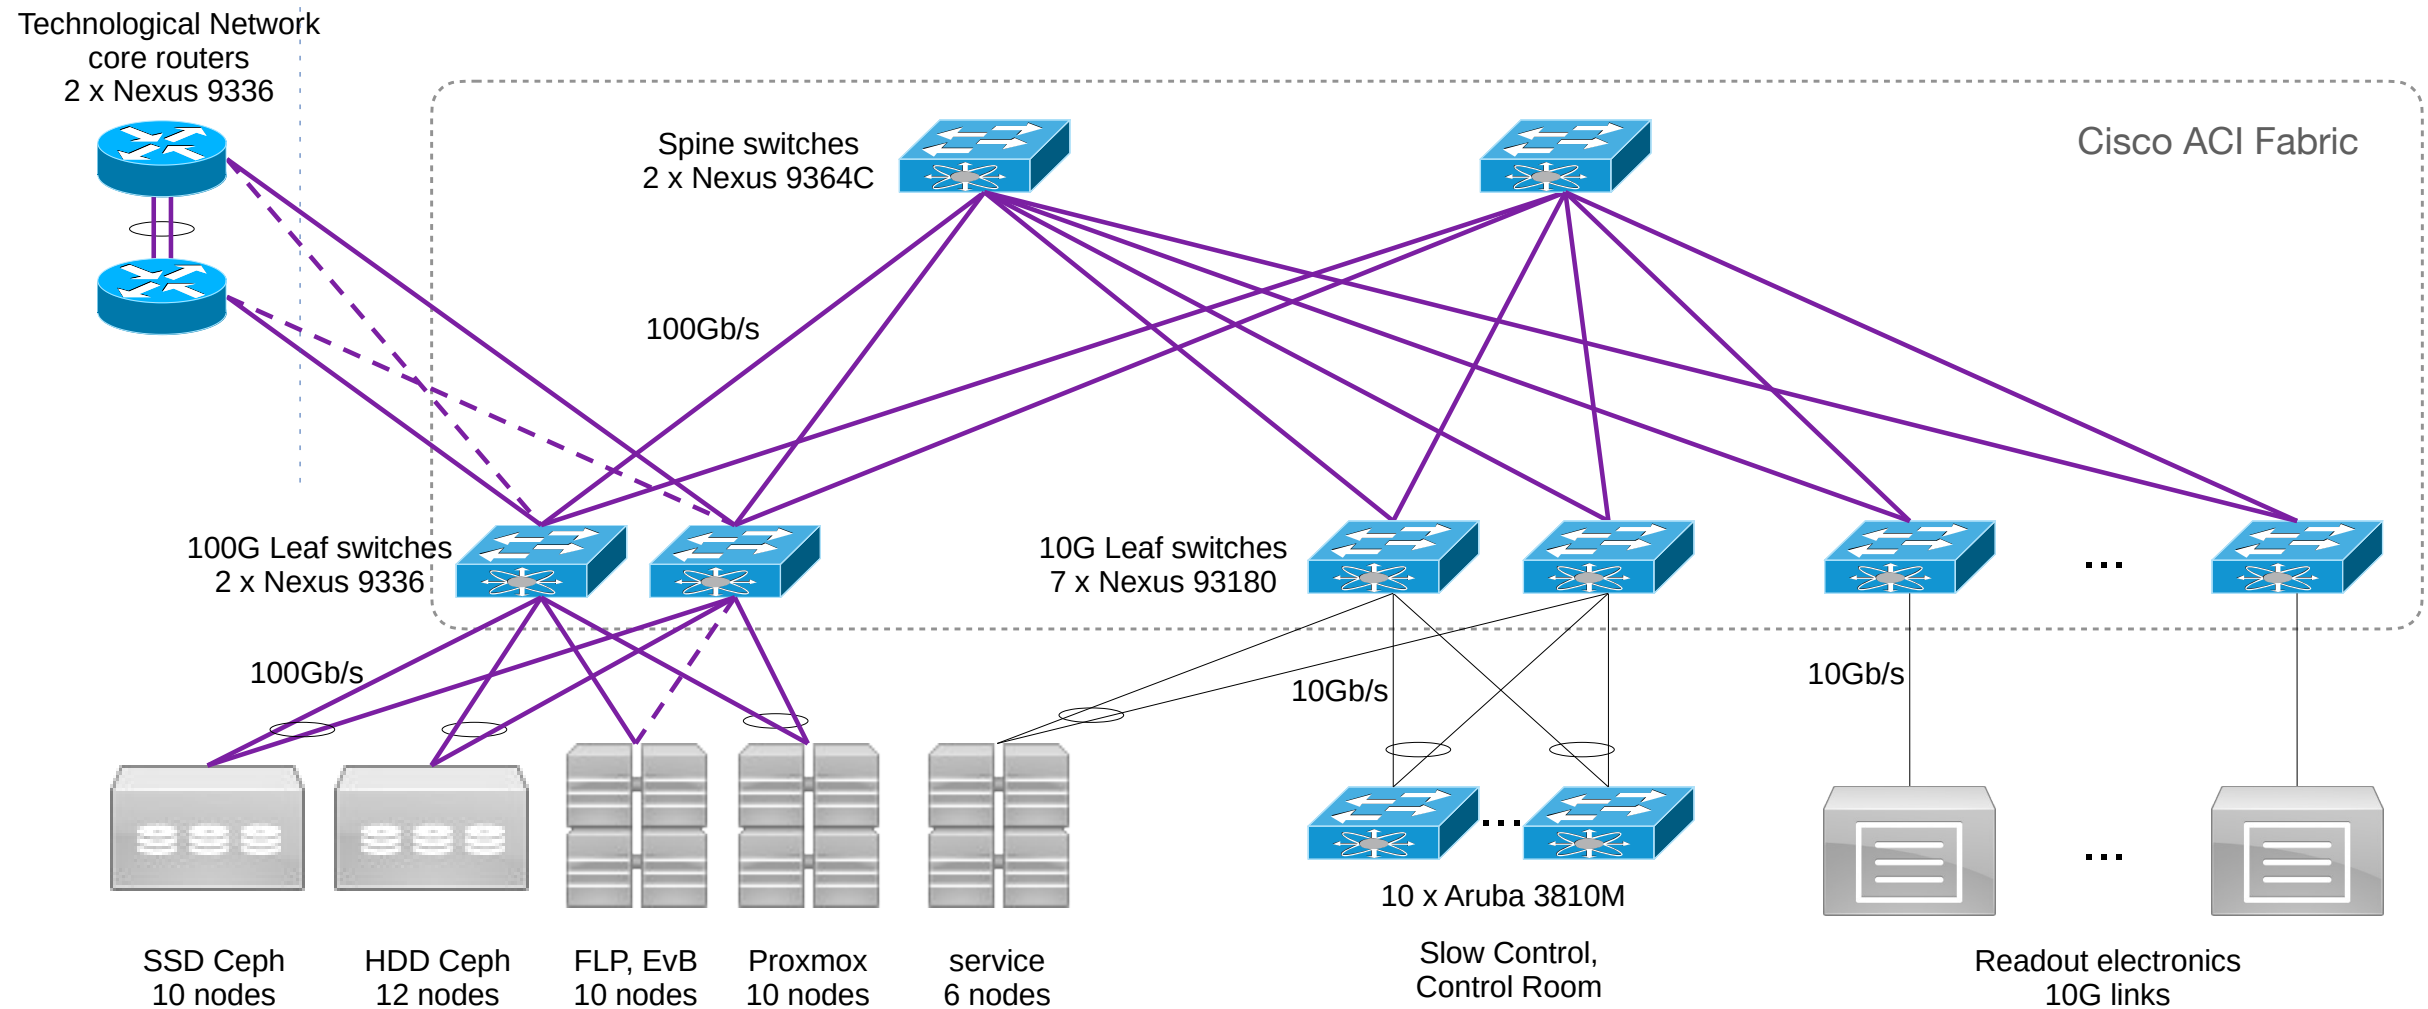 Technological Network
core routers
2 x Nexus 9336
Cisco ACI Fabric
Spine switches
2 x Nexus 9364C
100Gb/s
100G Leaf switches
2 x Nexus 9336
10G Leaf switches
7 x Nexus 93180
...
100Gb/s
10Gb/s
10Gb/s
...
...
10 x Aruba 3810M
SSD Ceph
10 nodes
HDD Ceph
12 nodes
FLP, EvB
10 nodes
Proxmox
10 nodes
service
6 nodes
Slow Control,
Control Room
Readout electronics
10G links